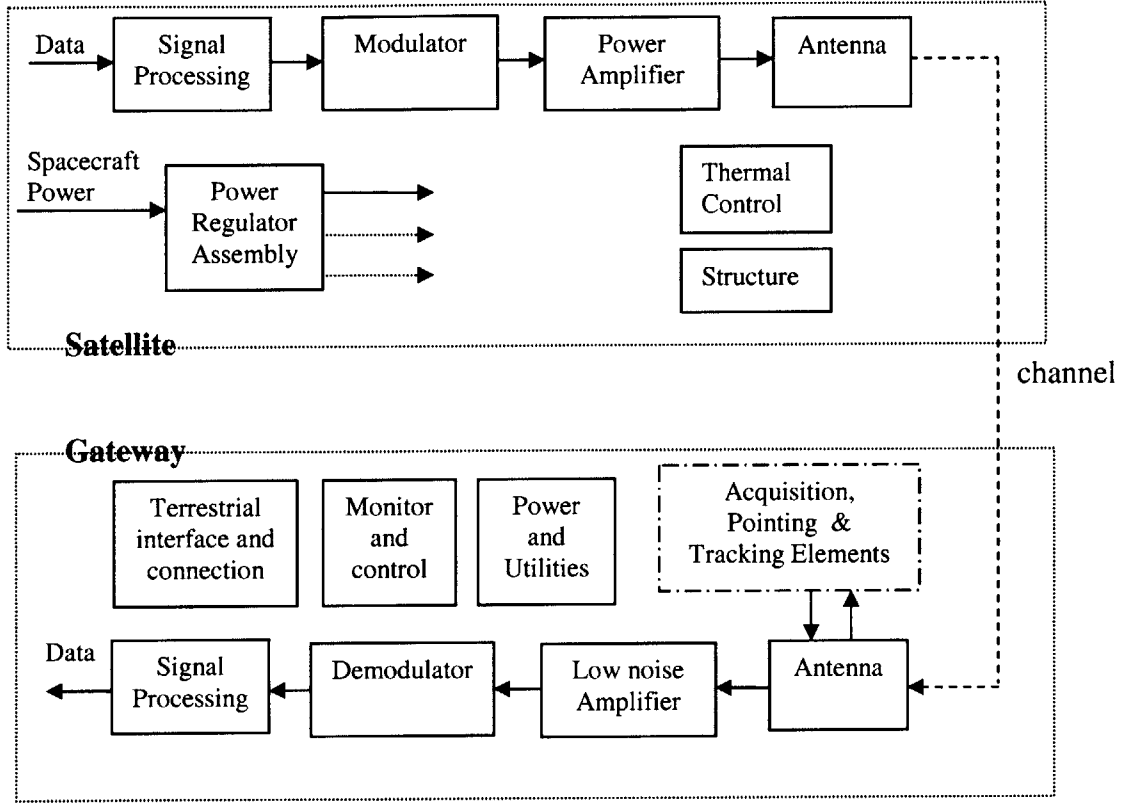 Data
Signal
Processing
Modulator
Power
Amplifier
Antenna
Spacecraft
Power
Power
Regulator
Assembly
Thermal
Control
Structure
Satellite
channel
Gateway
Terrestrial
interface and
connection
Monitor
and
control
Power
and
Utilities
Acquisition,
Pointing &
Tracking Elements
Data
Signal
Processing
Demodulator
Low noise
Amplifier
Antenna